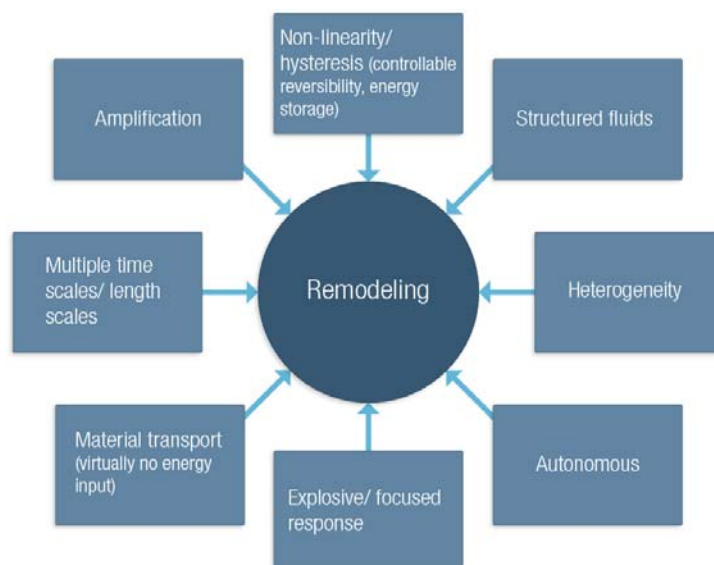 Non-linearity/
hysteresis (controllable
reversibility, energy
storage)
Amplification
Structured fluids
Multiple time
scales/ length
scales
Remodeling
Heterogeneity
Material transport
(virtually no energy
input)
Explosive/ focused
response
Autonomous